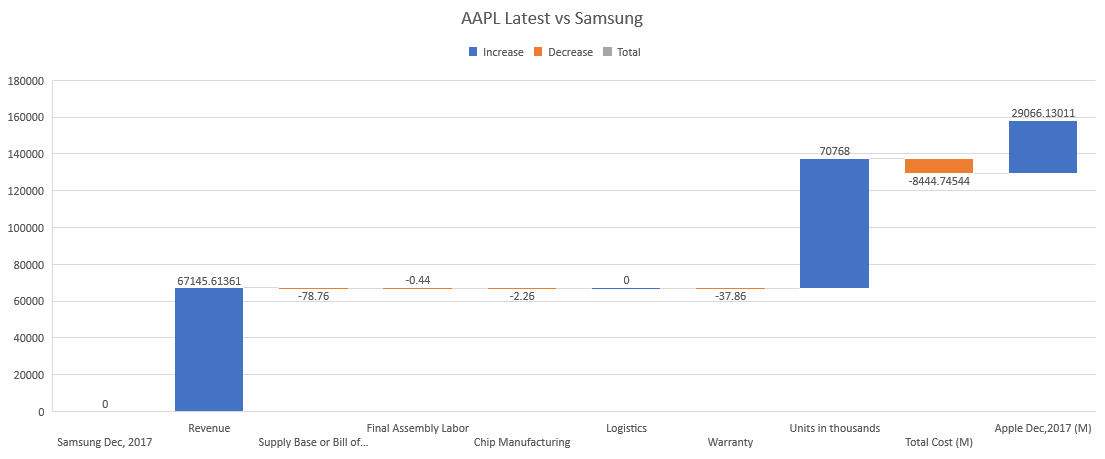 AAPL Latest vs Samsung
Increase Decrease Total
180000
160000
140000
120000
100000
80000
60000
40000
20000
0
0
67145.61361
-78.76
-0.44
-2.26
0
-37.86
70768
-8444.74544
29066.13011
Samsung Dec, 2017
Revenue
Supply Base or Bill of...
Final Assembly Labor
Chip Manufacturing
Logistics
Warranty
Units in thousands
Total Cost (M)
Apple Dec,2017 (M)